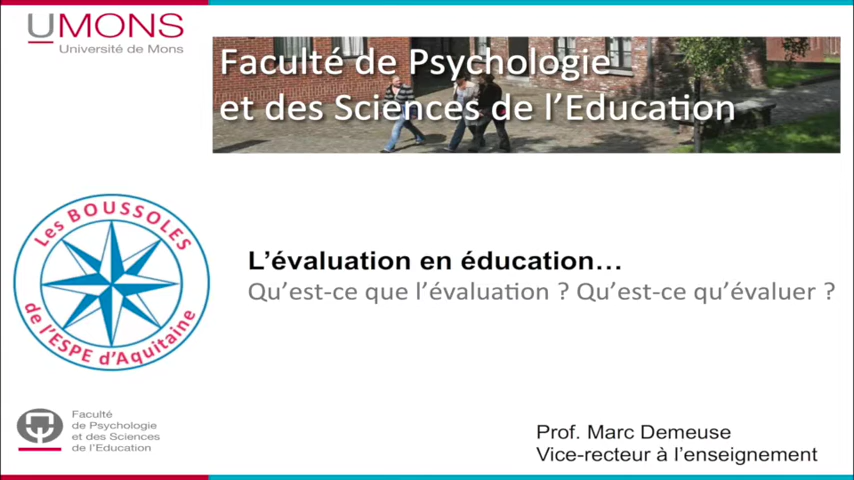 UMONS
Université de Mons
Faculté de Psychologie
et des Sciences de l'Education
Les BOUSSOLES
de l'ESPE d'Aquitaine
L'évaluation en éducation…
Qu'est-ce que l'évaluation ? Qu'est-ce qu'évaluer ?
Faculté
de Psychologie
et des Sciences
de l'Education
Prof. Marc Demeuse
Vice-recteur à l'enseignement